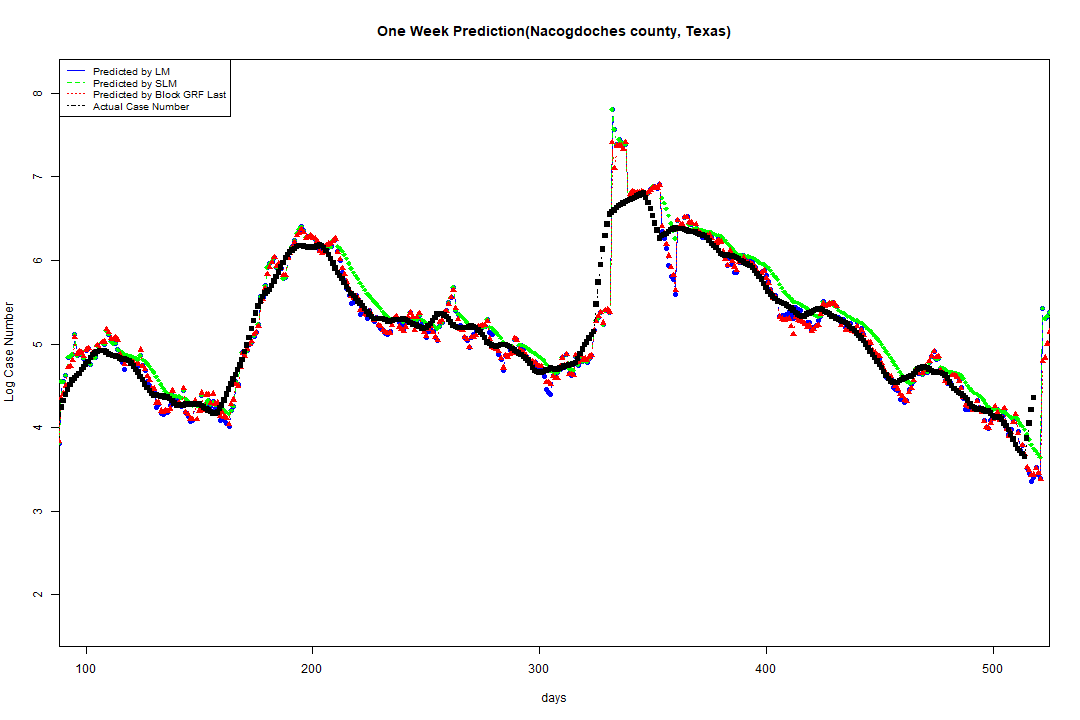 One Week Prediction(Nacogdoches county, Texas)
Predicted by LM
Predicted by SLM
Predicted by Block GRF Last
Actual Case Number
Log Case Number
8
7
6
5
4
3
2
100 200 300 400 500
days